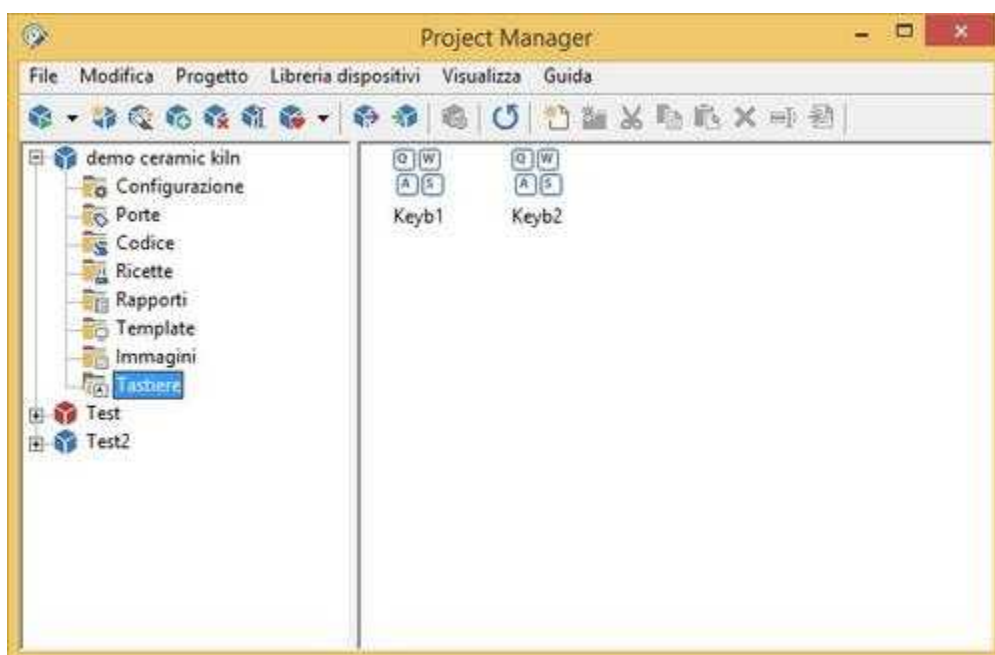 Project Manager
File Modifica Progetto Libreria dispositivi Visualizza Guida
demo ceramic kiln
Configurazione
Porte
Codice
Ricette
Rapporti
Template
Immagini
Tastiere
Test
Test2
Q W
A S
Keyb1
Q W
A S
Keyb2